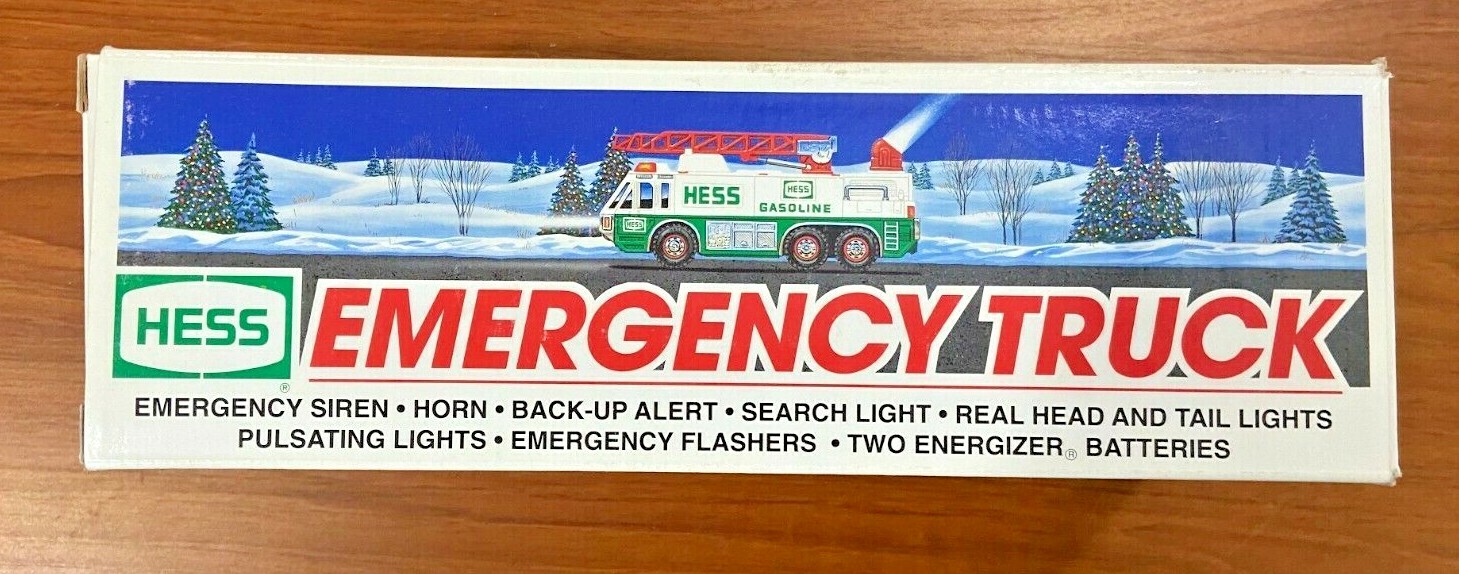 HESS
HESS
GASOLINE
HESS
HESS
®
EMERGENCY TRUCK
EMERGENCY SIREN • HORN • BACK-UP ALERT • SEARCH LIGHT • REAL HEAD AND TAIL LIGHTS
PULSATING LIGHTS • EMERGENCY FLASHERS • TWO ENERGIZER® BATTERIES